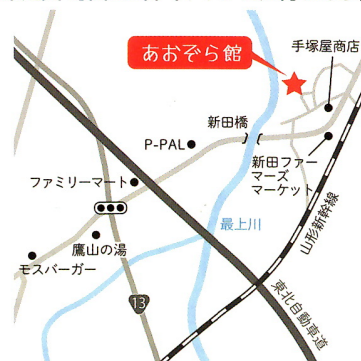 手塚屋商店
あおぞら館
新田橋
P-PAL
新田ファー
マーズ
マーケット
ファミリーマート
山形新幹線
最上川
鷹山の湯
モスバーガー
東北自動車道
13